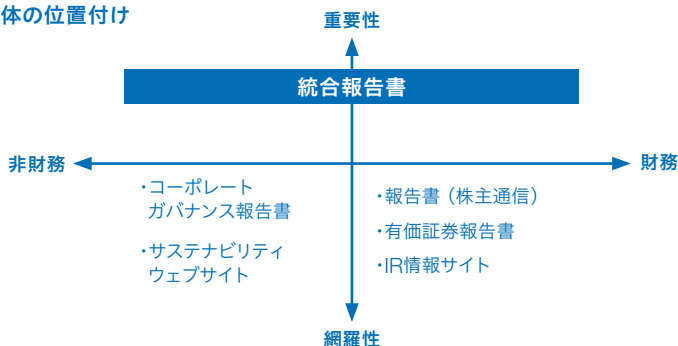 体の位置付け
重要性
統合報告書
非財務
財務
・コーポレート
ガバナンス報告書
・サステナビリティ
ウェブサイト
・報告書（株主通信）
・有価証券報告書
・IR情報サイト
網羅性